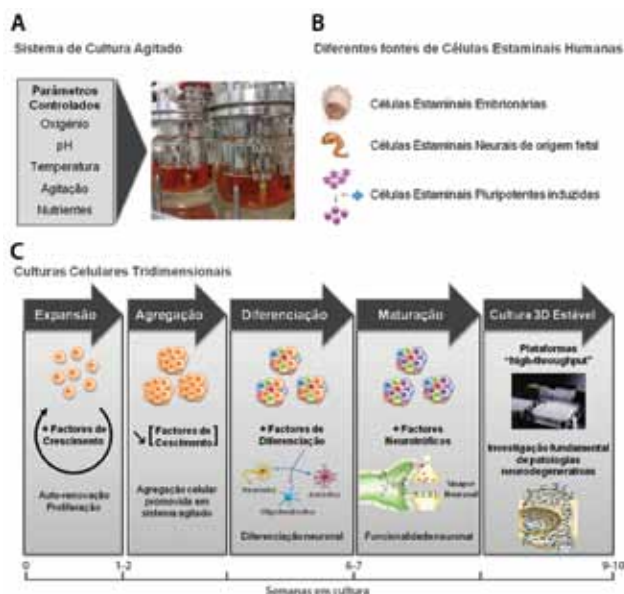 A
Sistema de Cultura Agitado
Parâmetros
Controlados
Oxigénio
pH
Temperatura
Agitação
Nutrientes
B
Diferentes fontes de Células Estaminais Humanas
Células Estaminais Embrionárias
Células Estaminais Neurais de origem fetal
Células Estaminais Pluripotentes induzidas
C
Culturas Celulares Tridimensionais
Expansão
+ Factores de
Crescimento
Auto-renovação
Proliferação
Agregação
[Factores de
Crescimento]
Agregação celular
promovida em
sistema agitado
Diferenciação
+ Factores de
Diferenciação
Diferenciação neuronal
Maturação
+ Factores
Neurotróficos
Sinapse
Neuronal
Funcionalidade neuronal
Cultura 3D Estável
Plataformas
"high-throughput"
Investigação fundamental
de patologias
neurodegenerativas
0
1-2
6-7
9-10
Semanas em cultura